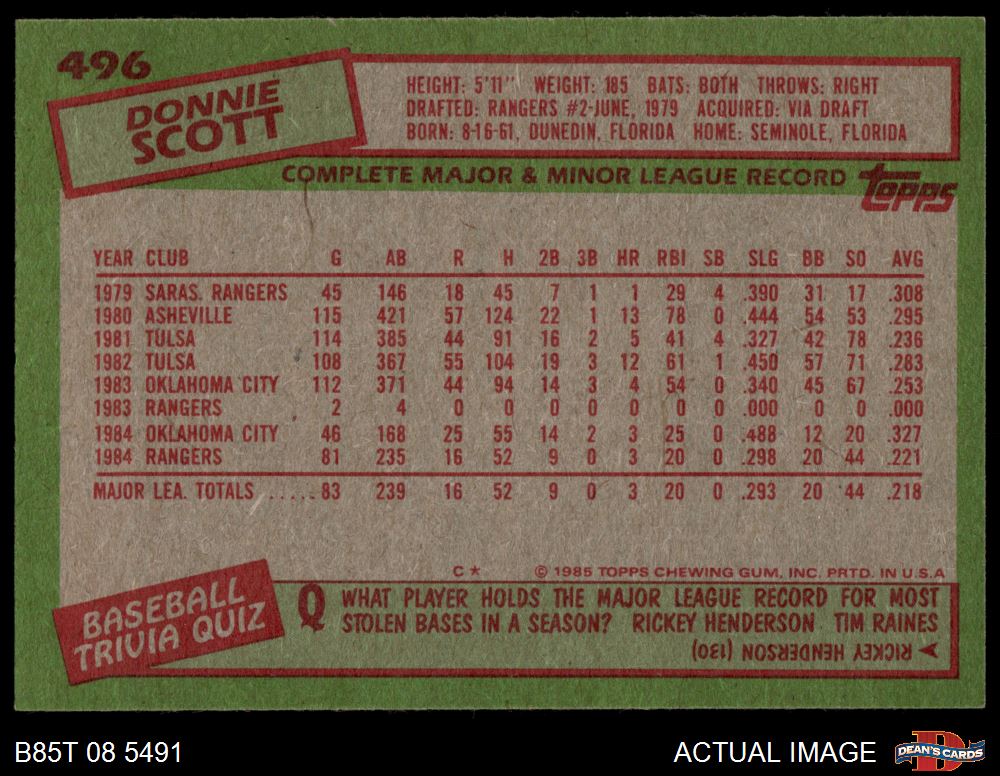 496
DONNIE
SCOTT
HEIGHT: 5'11" WEIGHT: 185 BATS: BOTH THROWS: RIGHT
DRAFTED: RANGERS #2-JUNE, 1979 ACQUIRED: VIA DRAFT
BORN: 8-16-61, DUNEDIN, FLORIDA HOME: SEMINOLE, FLORIDA
COMPLETE MAJOR & MINOR LEAGUE RECORD
Topps
YEAR CLUB G AB R H 2B 3B HR RBI SB SLG BB SO AVG
1979 SARAS. RANGERS 45 146 18 45 7 1 1 29 4 .390 31 17 .308
1980 ASHEVILLE 115 421 57 124 22 1 13 78 0 .444 54 53 .295
1981 TULSA 114 385 44 91 16 2 5 41 4 .327 42 78 .236
1982 TULSA 108 367 55 104 19 3 12 61 1 .450 57 71 .283
1983 OKLAHOMA CITY 112 371 44 94 14 3 4 54 0 .340 45 67 .253
1983 RANGERS 2 4 0 0 0 0 0 0 0 .000 0 0 .000
1984 OKLAHOMA CITY 46 168 25 55 14 2 3 25 0 .488 12 20 .327
1984 RANGERS 81 235 16 52 9 0 3 20 0 .298 20 44 .221
MAJOR LEA. TOTALS ..... 83 239 16 52 9 0 3 20 0 .293 20 44 .218
C* © 1985 TOPPS CHEWING GUM, INC. PRTD. IN U.S.A
BASEBALL
TRIVIA QUIZ
Q WHAT PLAYER HOLDS THE MAJOR LEAGUE RECORD FOR MOST
STOLEN BASES IN A SEASON? RICKEY HENDERSON TIM RAINES
RICKEY HENDERSON (130)
B85T 08 5491
ACTUAL IMAGE
DEAN'S CARDS